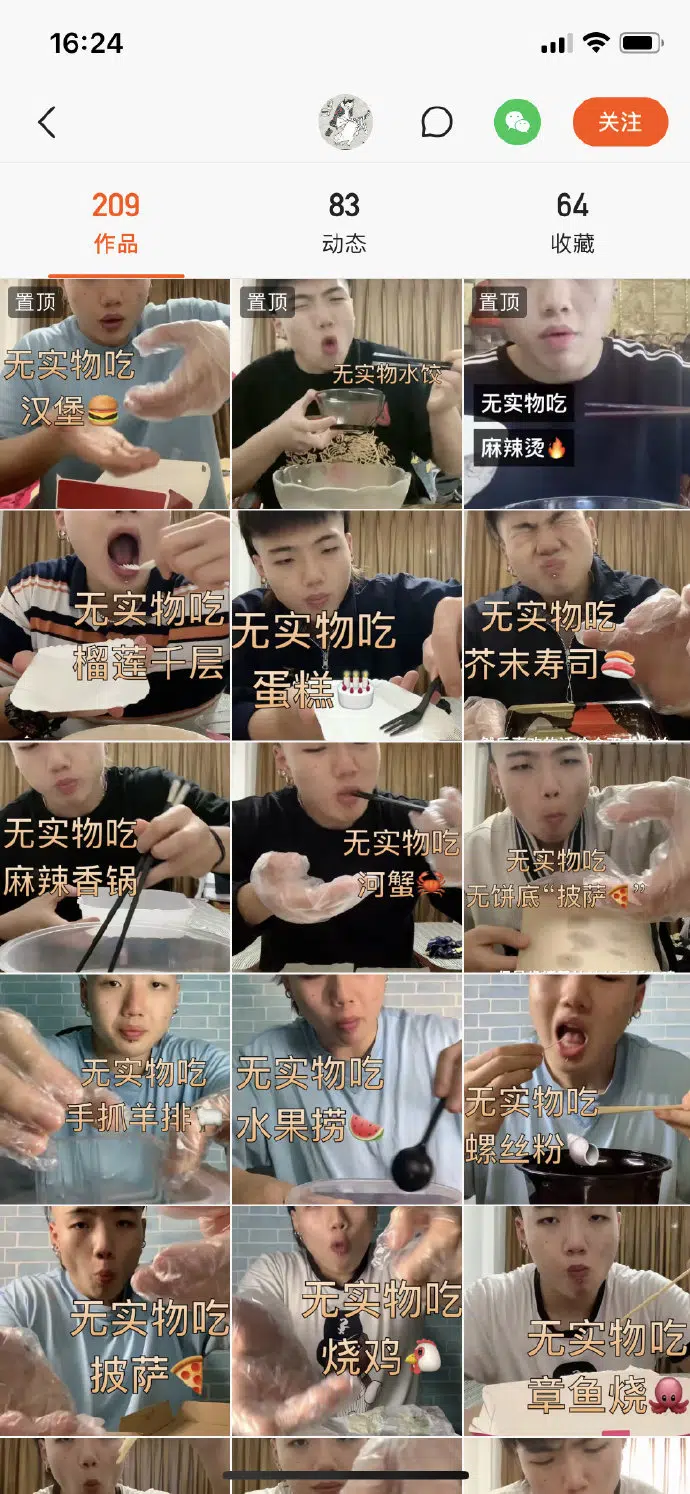 16:24
关注
209
83
64
作品
动态
收藏
置顶
无实物吃
汉堡🍔
置顶
无实物水饺
置顶
无实物吃
麻辣烫🔥
无实物吃
榴莲千层
无实物吃
蛋糕🎂
无实物吃
芥末寿司🍣
无实物吃
麻辣香锅
无实物吃
河蟹🦀
无实物吃
无饼底“披萨🍕”
无实物吃
手抓羊排
无实物吃
水果捞🍉
无实物吃
螺丝粉
无实物吃
披萨🍕
无实物吃
烧鸡🐔
无实物吃
章鱼烧🐙